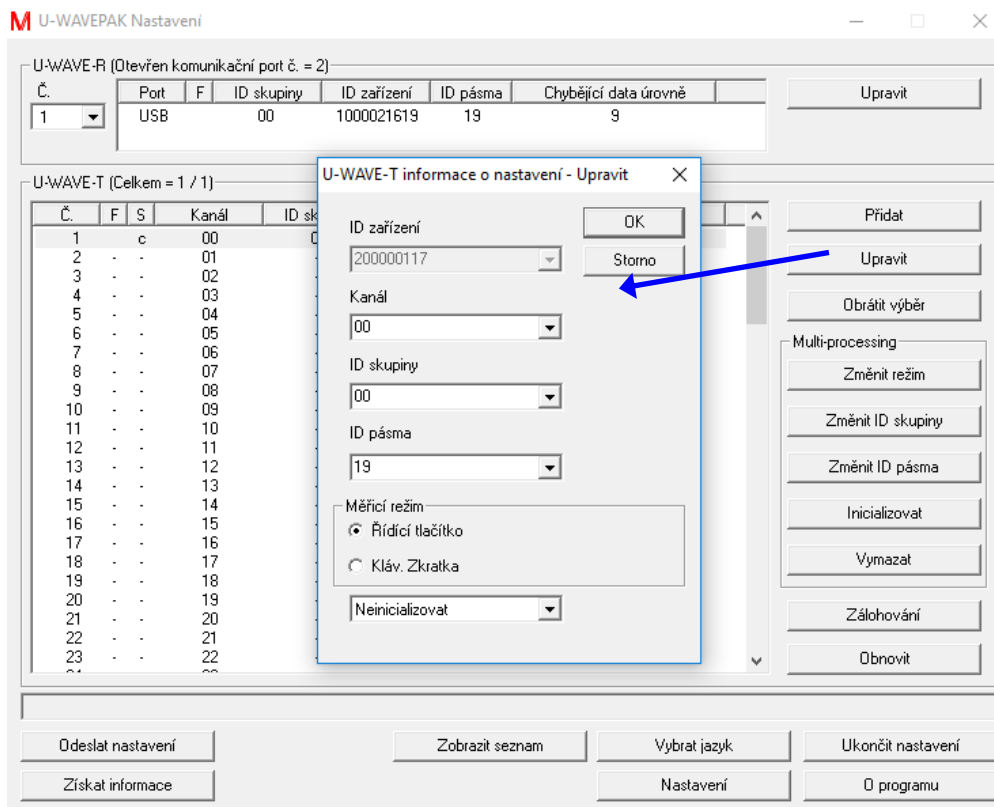 M U-WAVEPAK Nastavení
U-WAVE-R (Otevřen komunikační port č. = 2)
Č.
1
Port F ID skupiny ID zařízení ID pásma Chybějící data úrovně
USB 00 1000021619 19 9
Upravit
U-WAVE-T (Celkem = 1 / 1)
Č. F S Kanál ID sk
1 c 00 0
2 - - 01
3 - - 02
4 - - 03
5 - - 04
6 - - 05
7 - - 06
8 - - 07
9 - - 08
10 - - 09
11 - - 10
12 - - 11
13 - - 12
14 - - 13
15 - - 14
16 - - 15
17 - - 16
18 - - 17
19 - - 18
20 - - 19
21 - - 20
22 - - 21
23 - - 22
U-WAVE-T informace o nastavení - Upravit
ID zařízení
200000117
Kanál
00
ID skupiny
00
ID pásma
19
Měřicí režim
Řídící tlačítko
Kláv. Zkratka
Neinicializovat
OK
Storno
Přidat
Upravit
Obrátit výběr
Multi-processing
Změnit režim
Změnit ID skupiny
Změnit ID pásma
Inicializovat
Vymazat
Zálohování
Obnovit
Odeslat nastavení Zobrazit seznam Vybrat jazyk Ukončit nastavení
Získat informace Nastavení O programu